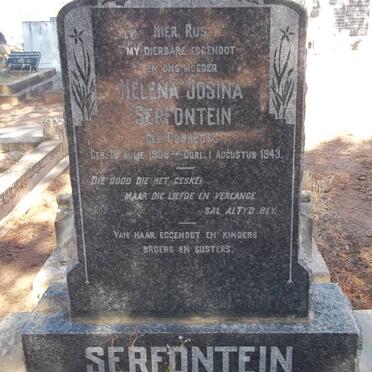 HIER RUS
MY DIERBARE EGGENOOT
EN ONS MOEDER
HELENA JOSINA
SERFONTEIN
GEB. 
GEB. 19 JULIE — OORL. 1 AUGUSTUS 1943.
DIE DOOD DIE HET GESKEI
MAAR DIE LIEFDE EN VERLANGE
SAL ALTYD BLY.
VAN HAAR EGGENOOT EN KINDERS
BROERS EN SUSTERS.
SERFONTEIN